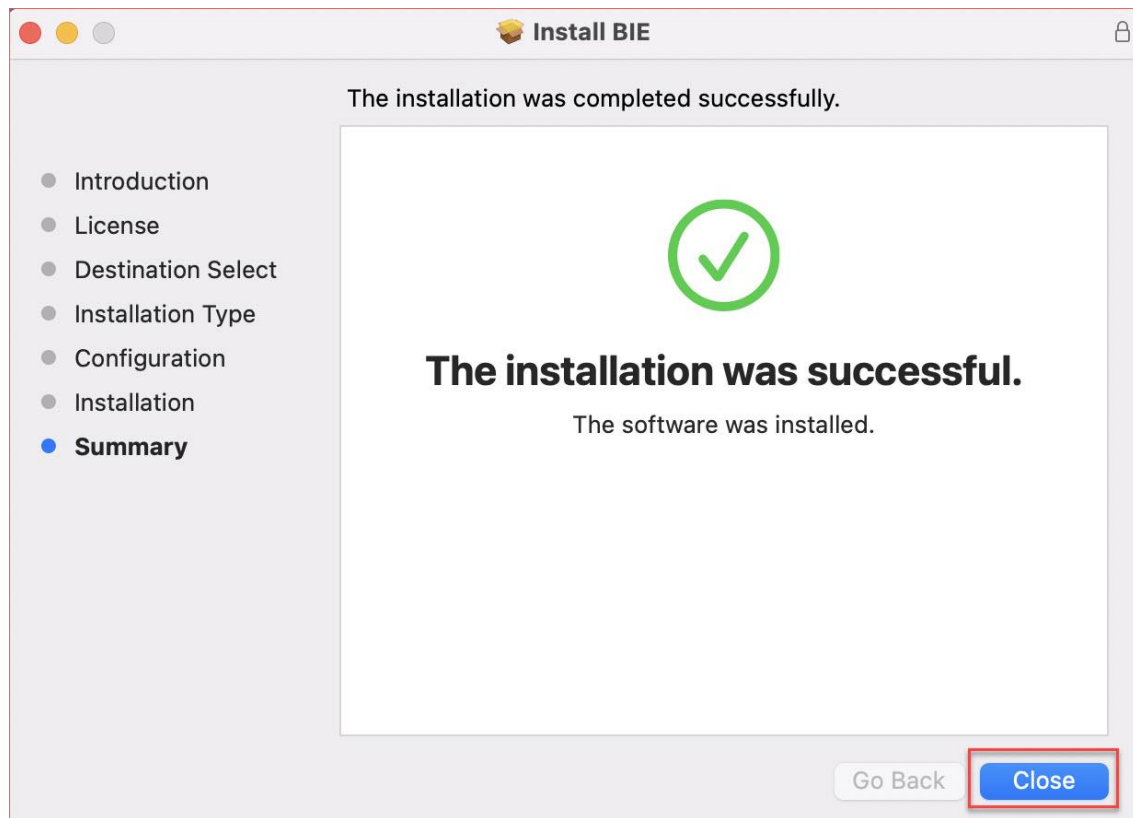 Install BIE
The installation was completed successfully.
Introduction
License
Destination Select
Installation Type
Configuration
Installation
Summary
The installation was successful.
The software was installed.
Go Back
Close